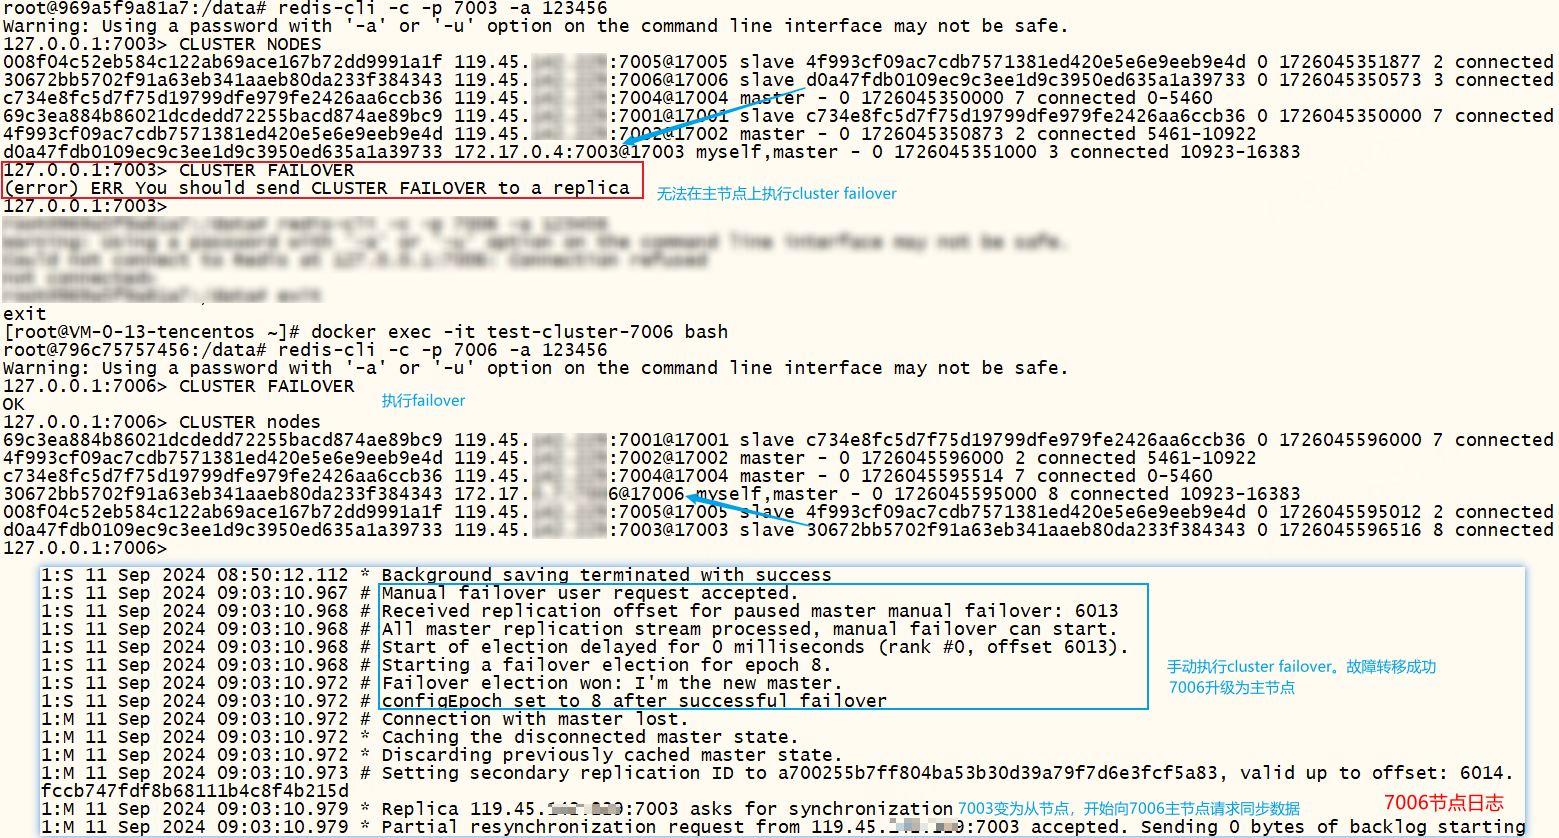 root@969a5f9a81a7:/data# redis-cli -c -p 7003 -a 123456
Warning: Using a password with '-a' or '-u' option on the command line interface may not be safe.
127.0.0.1:7003> CLUSTER NODES
008f04c52eb584c122ab69ace167b72dd9991a1f 119.45. :7005@17005 slave 4f993cf09ac7cdb7571381ed420e5e6e9eeb9e4d 0 1726045351877 2 connected
30672bb5702f91a63eb341aaeb80da233f384343 119.45. :7006@17006 slave d0a47fdb0109ec9c3ee1d9c3950ed635a1a39733 0 1726045350573 3 connected
c734e8fc5d7f75d19799dfe979fe2426aa6ccb36 119.45. :7004@17004 master - 0 1726045350000 7 connected 0-5460
69c3ea884b86021dcdedd72255bacd874ae89bc9 119.45. :7001@17001 slave c734e8fc5d7f75d19799dfe979fe2426aa6ccb36 0 1726045350000 7 connected
4f993cf09ac7cdb7571381ed420e5e6e9eeb9e4d 119.45. :7002@17002 master - 0 1726045350873 2 connected 5461-10922
d0a47fdb0109ec9c3ee1d9c3950ed635a1a39733 172.17.0.4:7003@17003 myself,master - 0 1726045351000 3 connected 10923-16383
127.0.0.1:7003> CLUSTER FAILOVER
(error) ERR You should send CLUSTER FAILOVER to a replica
无法在主节点上执行cluster failover
127.0.0.1:7003>
exit
[root@VM-0-13-tencentos ~]# docker exec -it test-cluster-7006 bash
root@796c75757456:/data# redis-cli -c -p 7006 -a 123456
Warning: Using a password with '-a' or '-u' option on the command line interface may not be safe.
127.0.0.1:7006> CLUSTER FAILOVER
OK
执行failover
127.0.0.1:7006> CLUSTER nodes
69c3ea884b86021dcdedd72255bacd874ae89bc9 119.45. :7001@17001 slave c734e8fc5d7f75d19799dfe979fe2426aa6ccb36 0 1726045596000 7 connected
4f993cf09ac7cdb7571381ed420e5e6e9eeb9e4d 119.45. :7002@17002 master - 0 1726045596000 2 connected 5461-10922
c734e8fc5d7f75d19799dfe979fe2426aa6ccb36 119.45. :7004@17004 master - 0 1726045595514 7 connected 0-5460
30672bb5702f91a63eb341aaeb80da233f384343 172.17. 6@17006 myself,master - 0 1726045595000 8 connected 10923-16383
008f04c52eb584c122ab69ace167b72dd9991a1f 119.45. :7005@17005 slave 4f993cf09ac7cdb7571381ed420e5e6e9eeb9e4d 0 1726045595012 2 connected
d0a47fdb0109ec9c3ee1d9c3950ed635a1a39733 119.45. :7003@17003 slave 30672bb5702f91a63eb341aaeb80da233f384343 0 1726045596516 8 connected
127.0.0.1:7006>
1:S 11 Sep 2024 08:50:12.112 * Background saving terminated with success
1:S 11 Sep 2024 09:03:10.967 # Manual failover user request accepted.
1:S 11 Sep 2024 09:03:10.968 # Received replication offset for paused master manual failover: 6013
1:S 11 Sep 2024 09:03:10.968 # All master replication stream processed, manual failover can start.
1:S 11 Sep 2024 09:03:10.968 # Start of election delayed for 0 milliseconds (rank #0, offset 6013).
1:S 11 Sep 2024 09:03:10.968 # Starting a failover election for epoch 8.
1:S 11 Sep 2024 09:03:10.972 # Failover election won: I'm the new master.
1:S 11 Sep 2024 09:03:10.972 # configEpoch set to 8 after successful failover
手动执行cluster failover。故障转移成功
7006升级为主节点
1:M 11 Sep 2024 09:03:10.972 # Connection with master lost.
1:M 11 Sep 2024 09:03:10.972 * Caching the disconnected master state.
1:M 11 Sep 2024 09:03:10.972 * Discarding previously cached master state.
1:M 11 Sep 2024 09:03:10.973 # Setting secondary replication ID to a700255b7ff804ba53b30d39a79f7d6e3fcf5a83, valid up to offset: 6014.
fccb747fdf8b68111b4c8f4b215d
1:M 11 Sep 2024 09:03:10.979 * Replica 119.45. :7003 asks for synchronization
7003变为从节点，开始向7006主节点请求同步数据
7006节点日志
1:M 11 Sep 2024 09:03:10.979 * Partial resynchronization request from 119.45. :7003 accepted. Sending 0 bytes of backlog starting